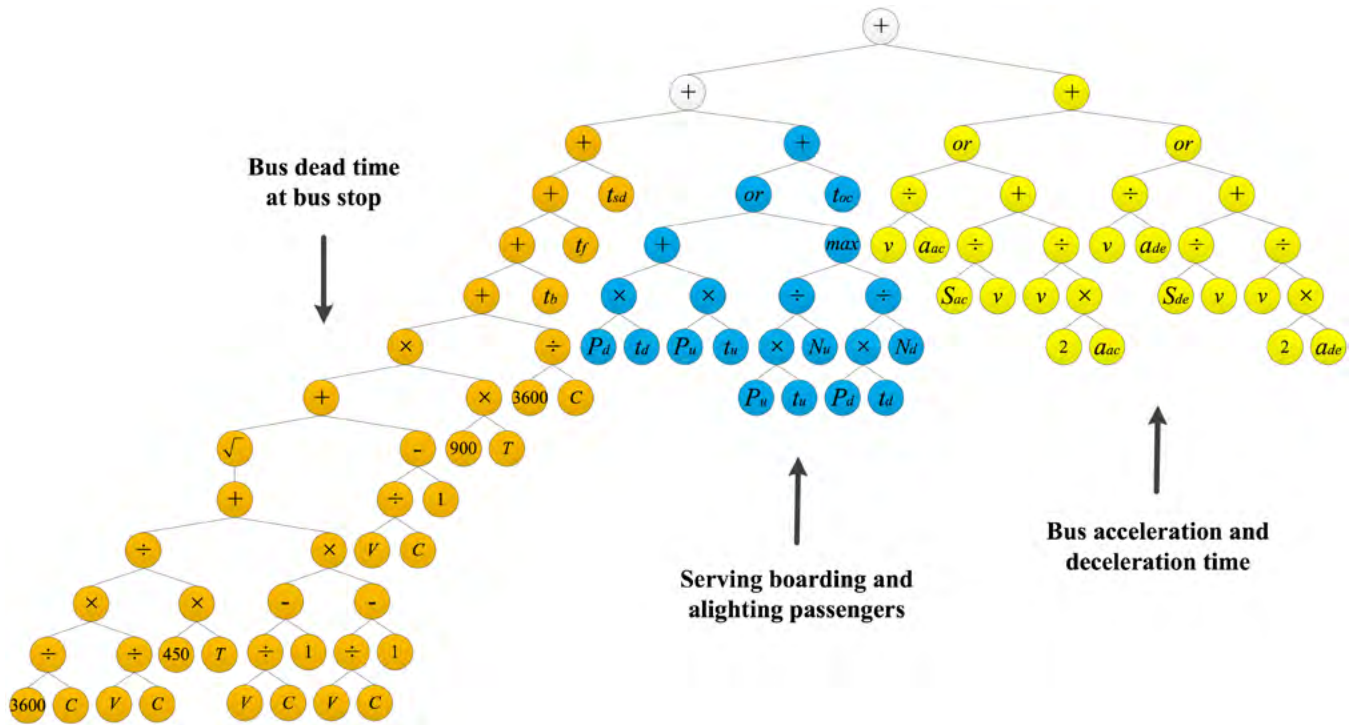 +
+ +
+ + or or
Bus dead time
at bus stop
+ tsd or toc ÷ + ÷ +
+ tf + max v aac ÷ ÷ v ade ÷ ÷
+ tb × × ÷ ÷ Sac v v × Sde v v ×
× ÷ Pd td Pu tu × Nu × Nd 2 aac 2 ade
+ × 3600 C Pu tu Pd td
√ - 900 T
+ ÷ 1
÷ × V C
Serving boarding and
alighting passengers
Bus acceleration and
deceleration time
× × - -
÷ ÷ 450 T ÷ 1 ÷ 1
3600 C V C V C V C